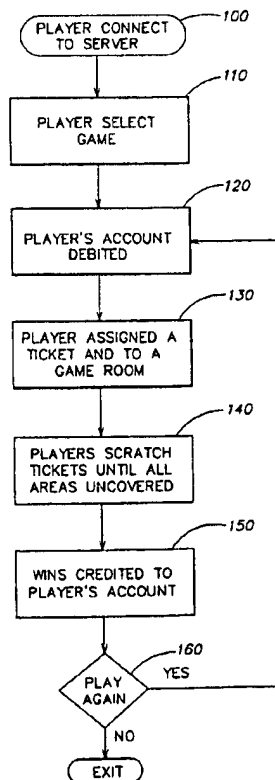 100
PLAYER CONNECT
TO SERVER
110
PLAYER SELECT
GAME
120
PLAYER'S ACCOUNT
DEBITED
130
PLAYER ASSIGNED A
TICKET AND TO A
GAME ROOM
140
PLAYERS SCRATCH
TICKETS UNTIL ALL
AREAS UNCOVERED
150
WINS CREDITED TO
PLAYER'S ACCOUNT
160
PLAY
AGAIN
YES
NO
EXIT